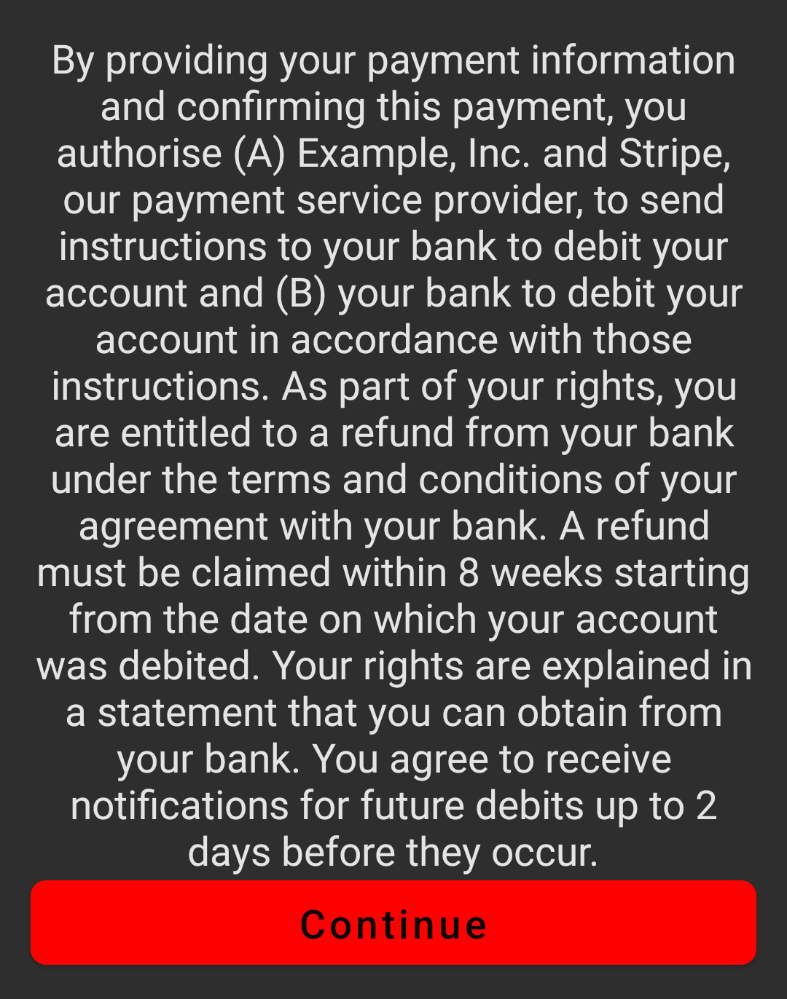 By providing your payment information
and confirming this payment, you
authorise (A) Example, Inc. and Stripe,
our payment service provider, to send
instructions to your bank to debit your
account and (B) your bank to debit your
account in accordance with those
instructions. As part of your rights, you
are entitled to a refund from your bank
under the terms and conditions of your
agreement with your bank. A refund
must be claimed within 8 weeks starting
from the date on which your account
was debited. Your rights are explained in
a statement that you can obtain from
your bank. You agree to receive
notifications for future debits up to 2
days before they occur.
Continue